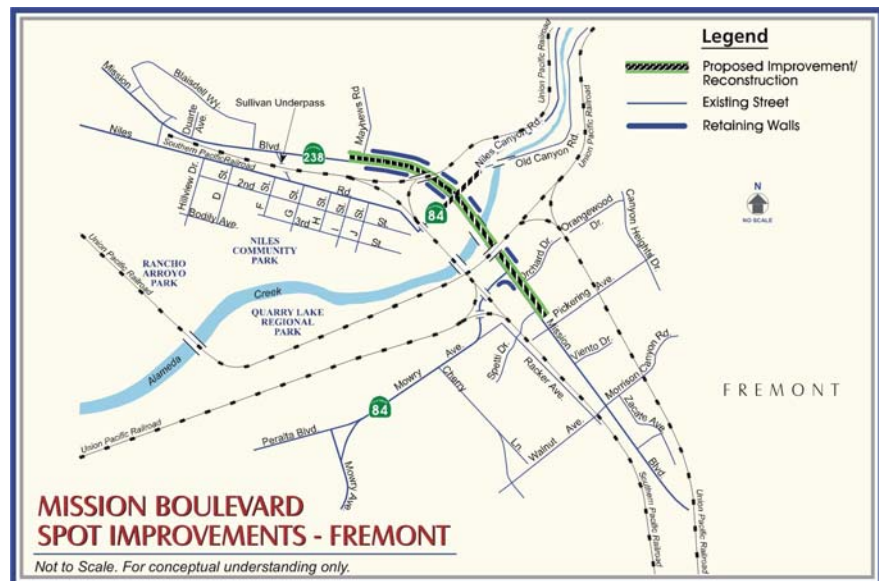 Legend
Proposed Improvement/
Reconstruction
Existing Street
Retaining Walls
N
NO SCALE
Mission
Blaisdell WY.
Duarte
Ave.
Sullivan Underpass
Mayhews Rd
Niles
Blvd
238
Southern Pacific Railroad
Rd
Hillview Dr.
D
St.
2nd
St.
F
G
St.
3rd
H
St.
I
St.
J
St.
St.
Bodily Ave.
84
Niles Canyon Rd
Old Canyon Rd.
Union Pacific Railroad
Union Pacific Railroad
Orangewood
Dr.
Canyon Heights Dr.
Orchard Dr.
Pickering Ave.
Mission
Viento Dr.
Morrison Canyon Rd
Zacate Ave
Blvd
FREMONT
NILES
COMMUNITY
PARK
RANCHO
ARROYO
PARK
QUARRY LAKE
REGIONAL
PARK
Alameda
Creek
Union Pacific Railroad
Union Pacific Railroad
Mowry Ave.
84
Peralta Blvd
Mowry Ave
Cherry
Ln.
Spetti Dr.
Racker Ave.
Walnut Ave.
Southern Pacific Railroad
Union Pacific Railroad
MISSION BOULEVARD
SPOT IMPROVEMENTS - FREMONT
Not to Scale. For conceptual understanding only.